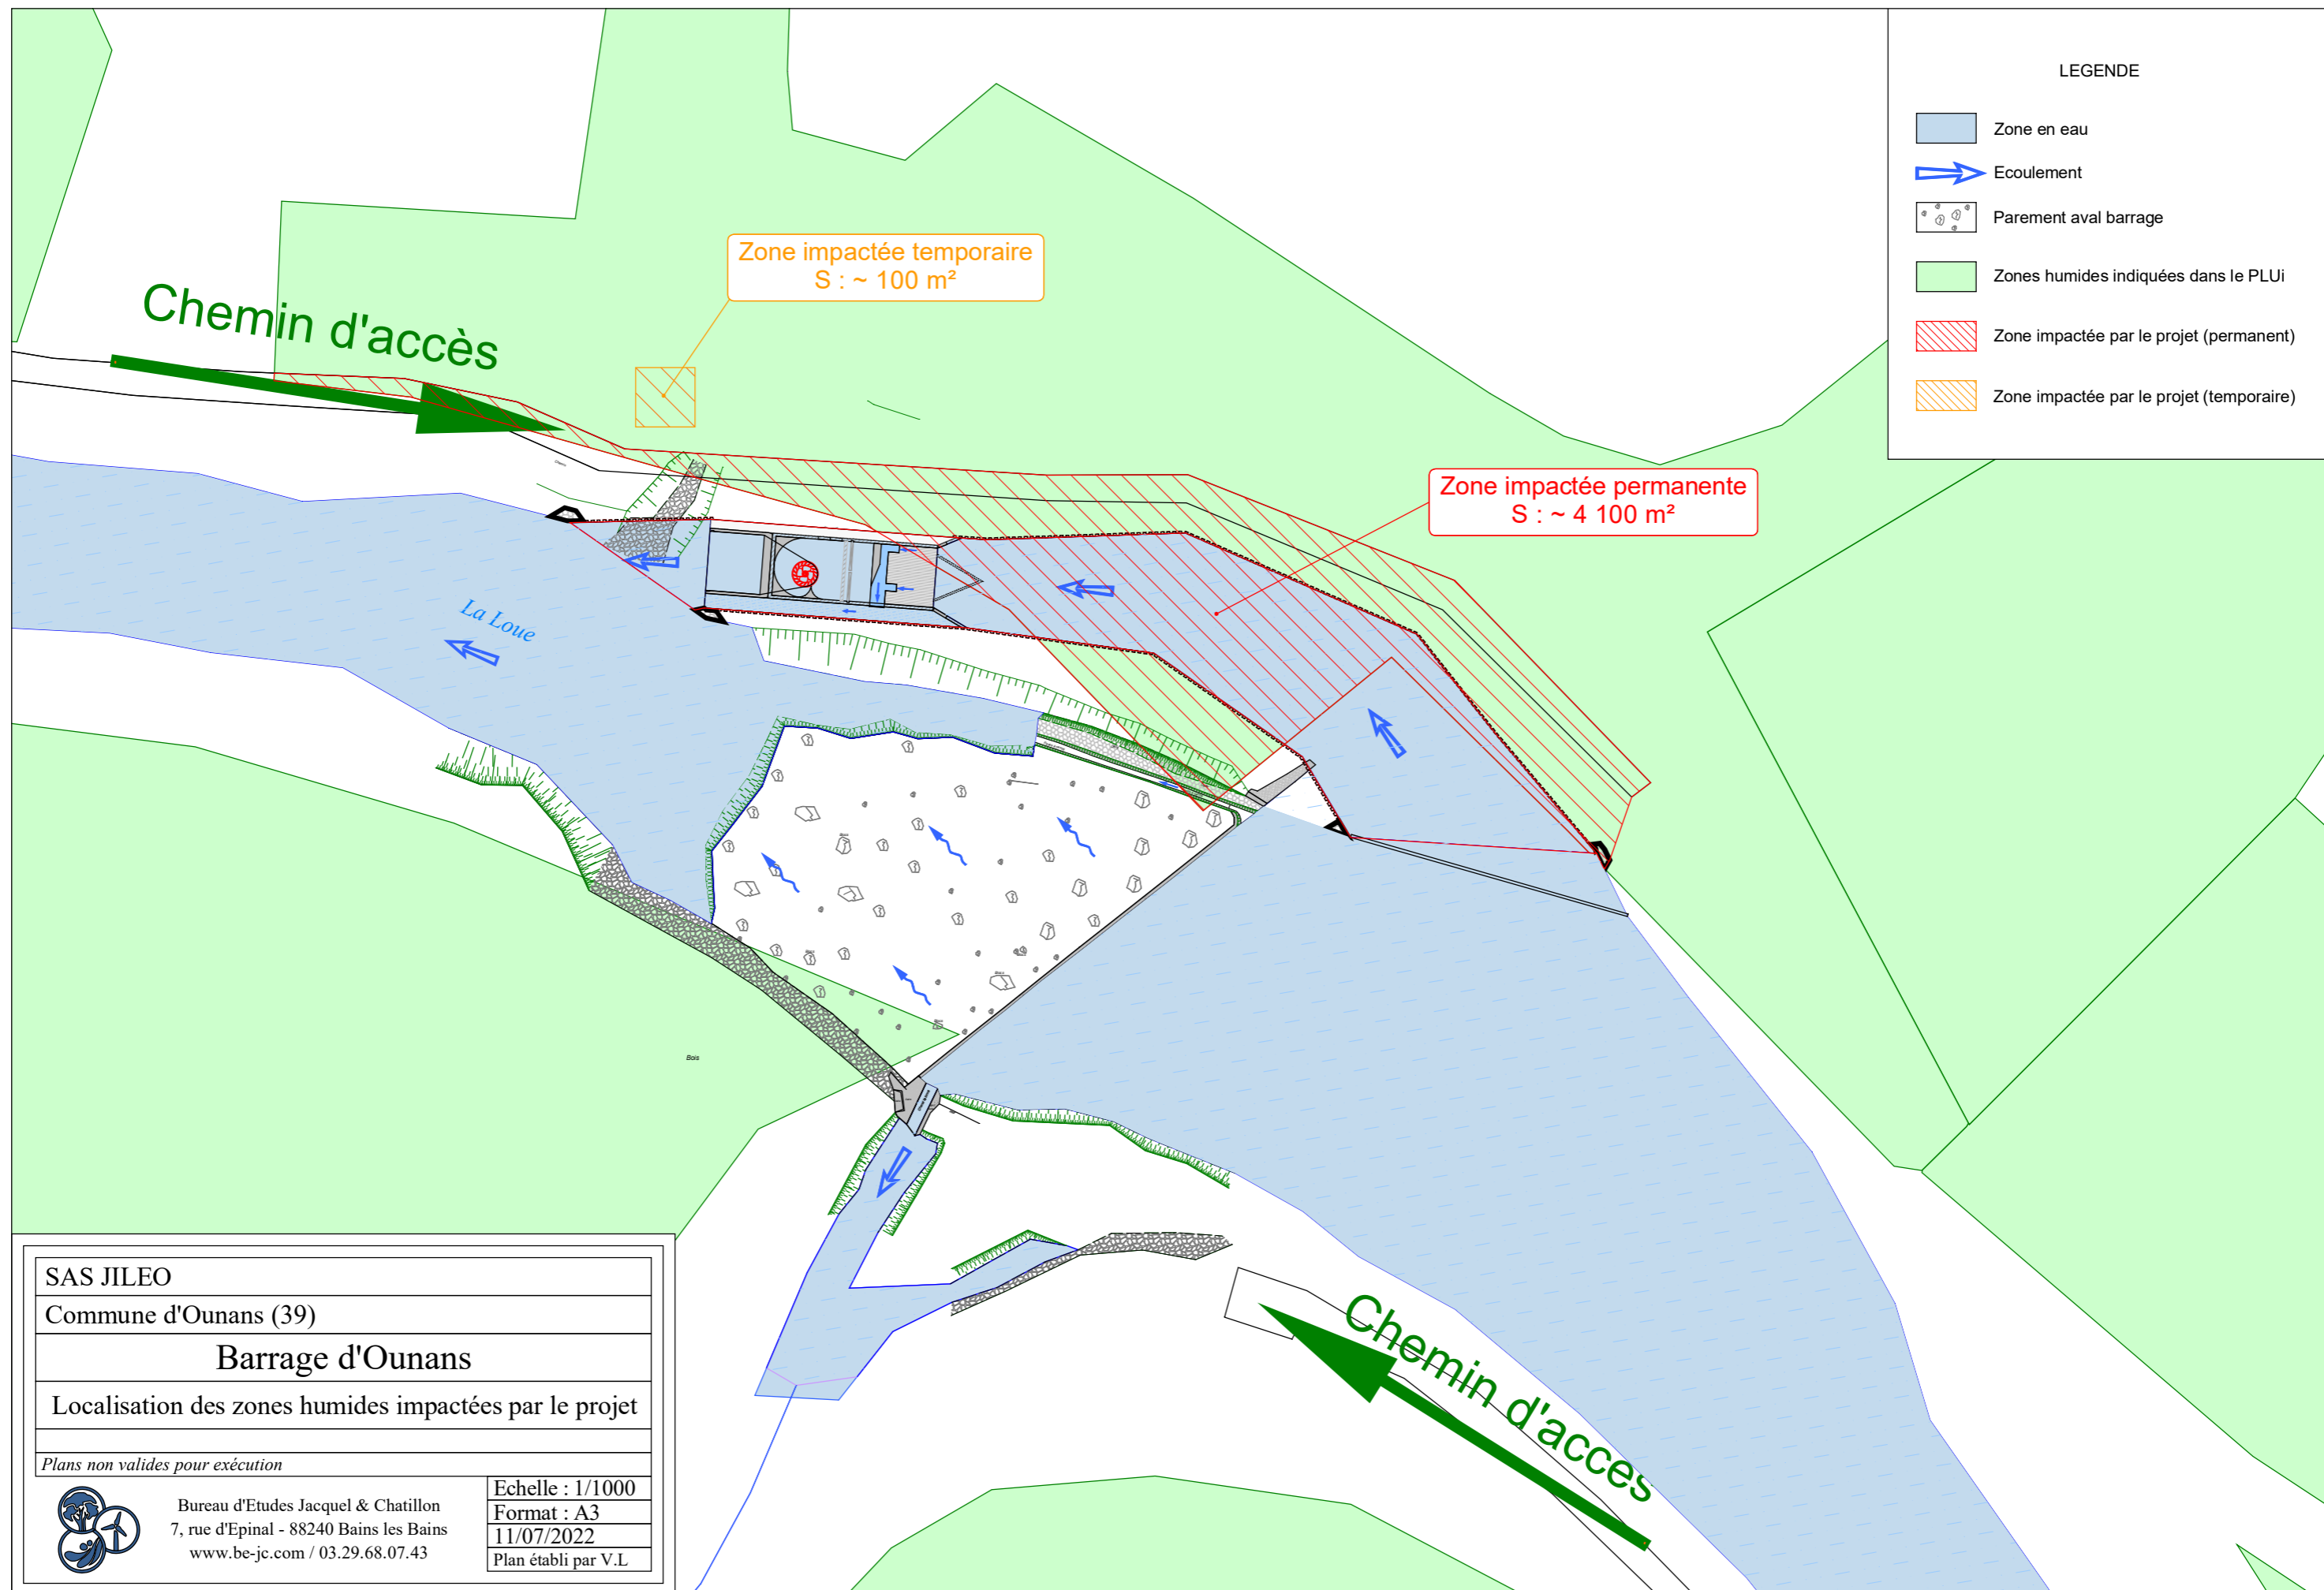 LEGENDE
Zone en eau
Ecoulement
Parement aval barrage
Zones humides indiquées dans le PLUi
Zone impactée par le projet (permanent)
Zone impactée par le projet (temporaire)
Zone impactée temporaire
S : ~ 100 m²
Chemin d'accès
Zone impactée permanente
S : ~ 4 100 m²
La Loue
Bois
Chemin d'accès
SAS JILEO
Commune d'Ounans (39)
Barrage d'Ounans
Localisation des zones humides impactées par le projet
Plans non valides pour exécution
Bureau d'Etudes Jacquel & Chatillon
7, rue d'Epinal - 88240 Bains les Bains
www.be-jc.com / 03.29.68.07.43
Echelle : 1/1000
Format : A3
11/07/2022
Plan établi par V.L